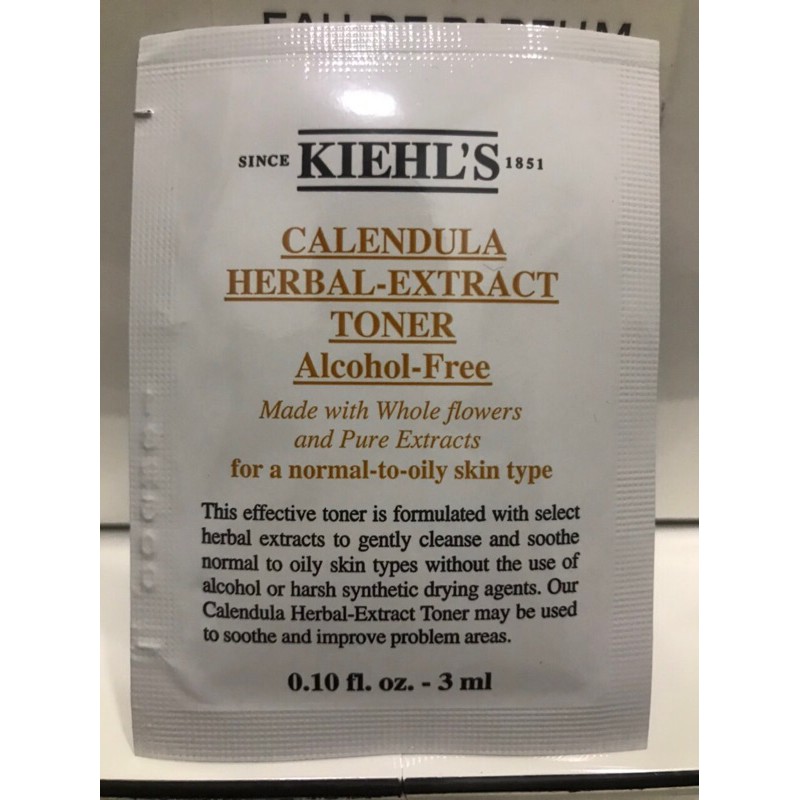 EAU DE PARFUM
SINCE KIEHL'S 1851
CALENDULA
HERBAL-EXTRACT
TONER
Alcohol-Free
Made with Whole flowers
and Pure Extracts
for a normal-to-oily skin type
This effective toner is formulated with select
herbal extracts to gently cleanse and soothe
normal to oily skin types without the use of
alcohol or harsh synthetic drying agents. Our
Calendula Herbal-Extract Toner may be used
to soothe and improve problem areas.
0.10 fl. oz. - 3 ml